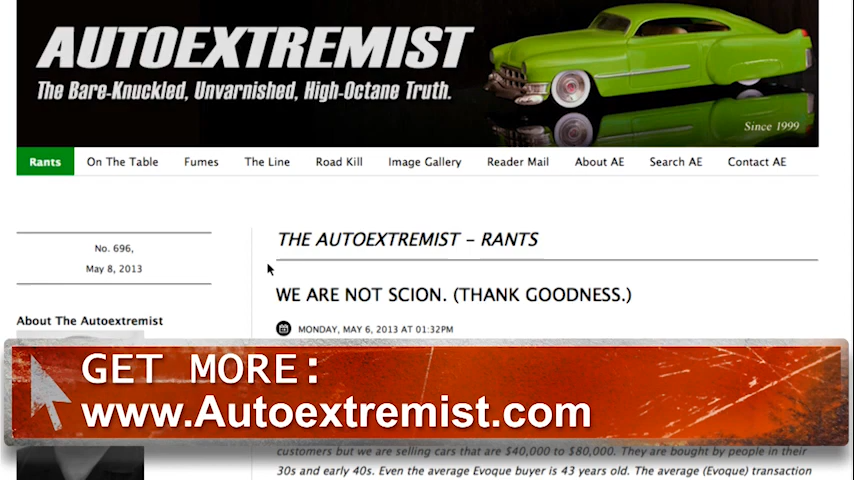 AUTOEXTREMIST
The Bare-Knuckled, Unvarnished, High-Octane Truth.
Since 1999
Rants On The Table Fumes The Line Road Kill Image Gallery Reader Mail About AE Search AE Contact AE
No. 696,
May 8, 2013
About The Autoextremist
THE AUTOEXTREMIST - RANTS
WE ARE NOT SCION. (THANK GOODNESS.)
MONDAY, MAY 6, 2013 AT 01:32PM
GET MORE:
www.Autoextremist.com
customers but we are selling cars that are $40,000 to $80,000. They are bought by people in their
30s and early 40s. Even the average Evoque buyer is 43 years old. The average (Evoque) transaction